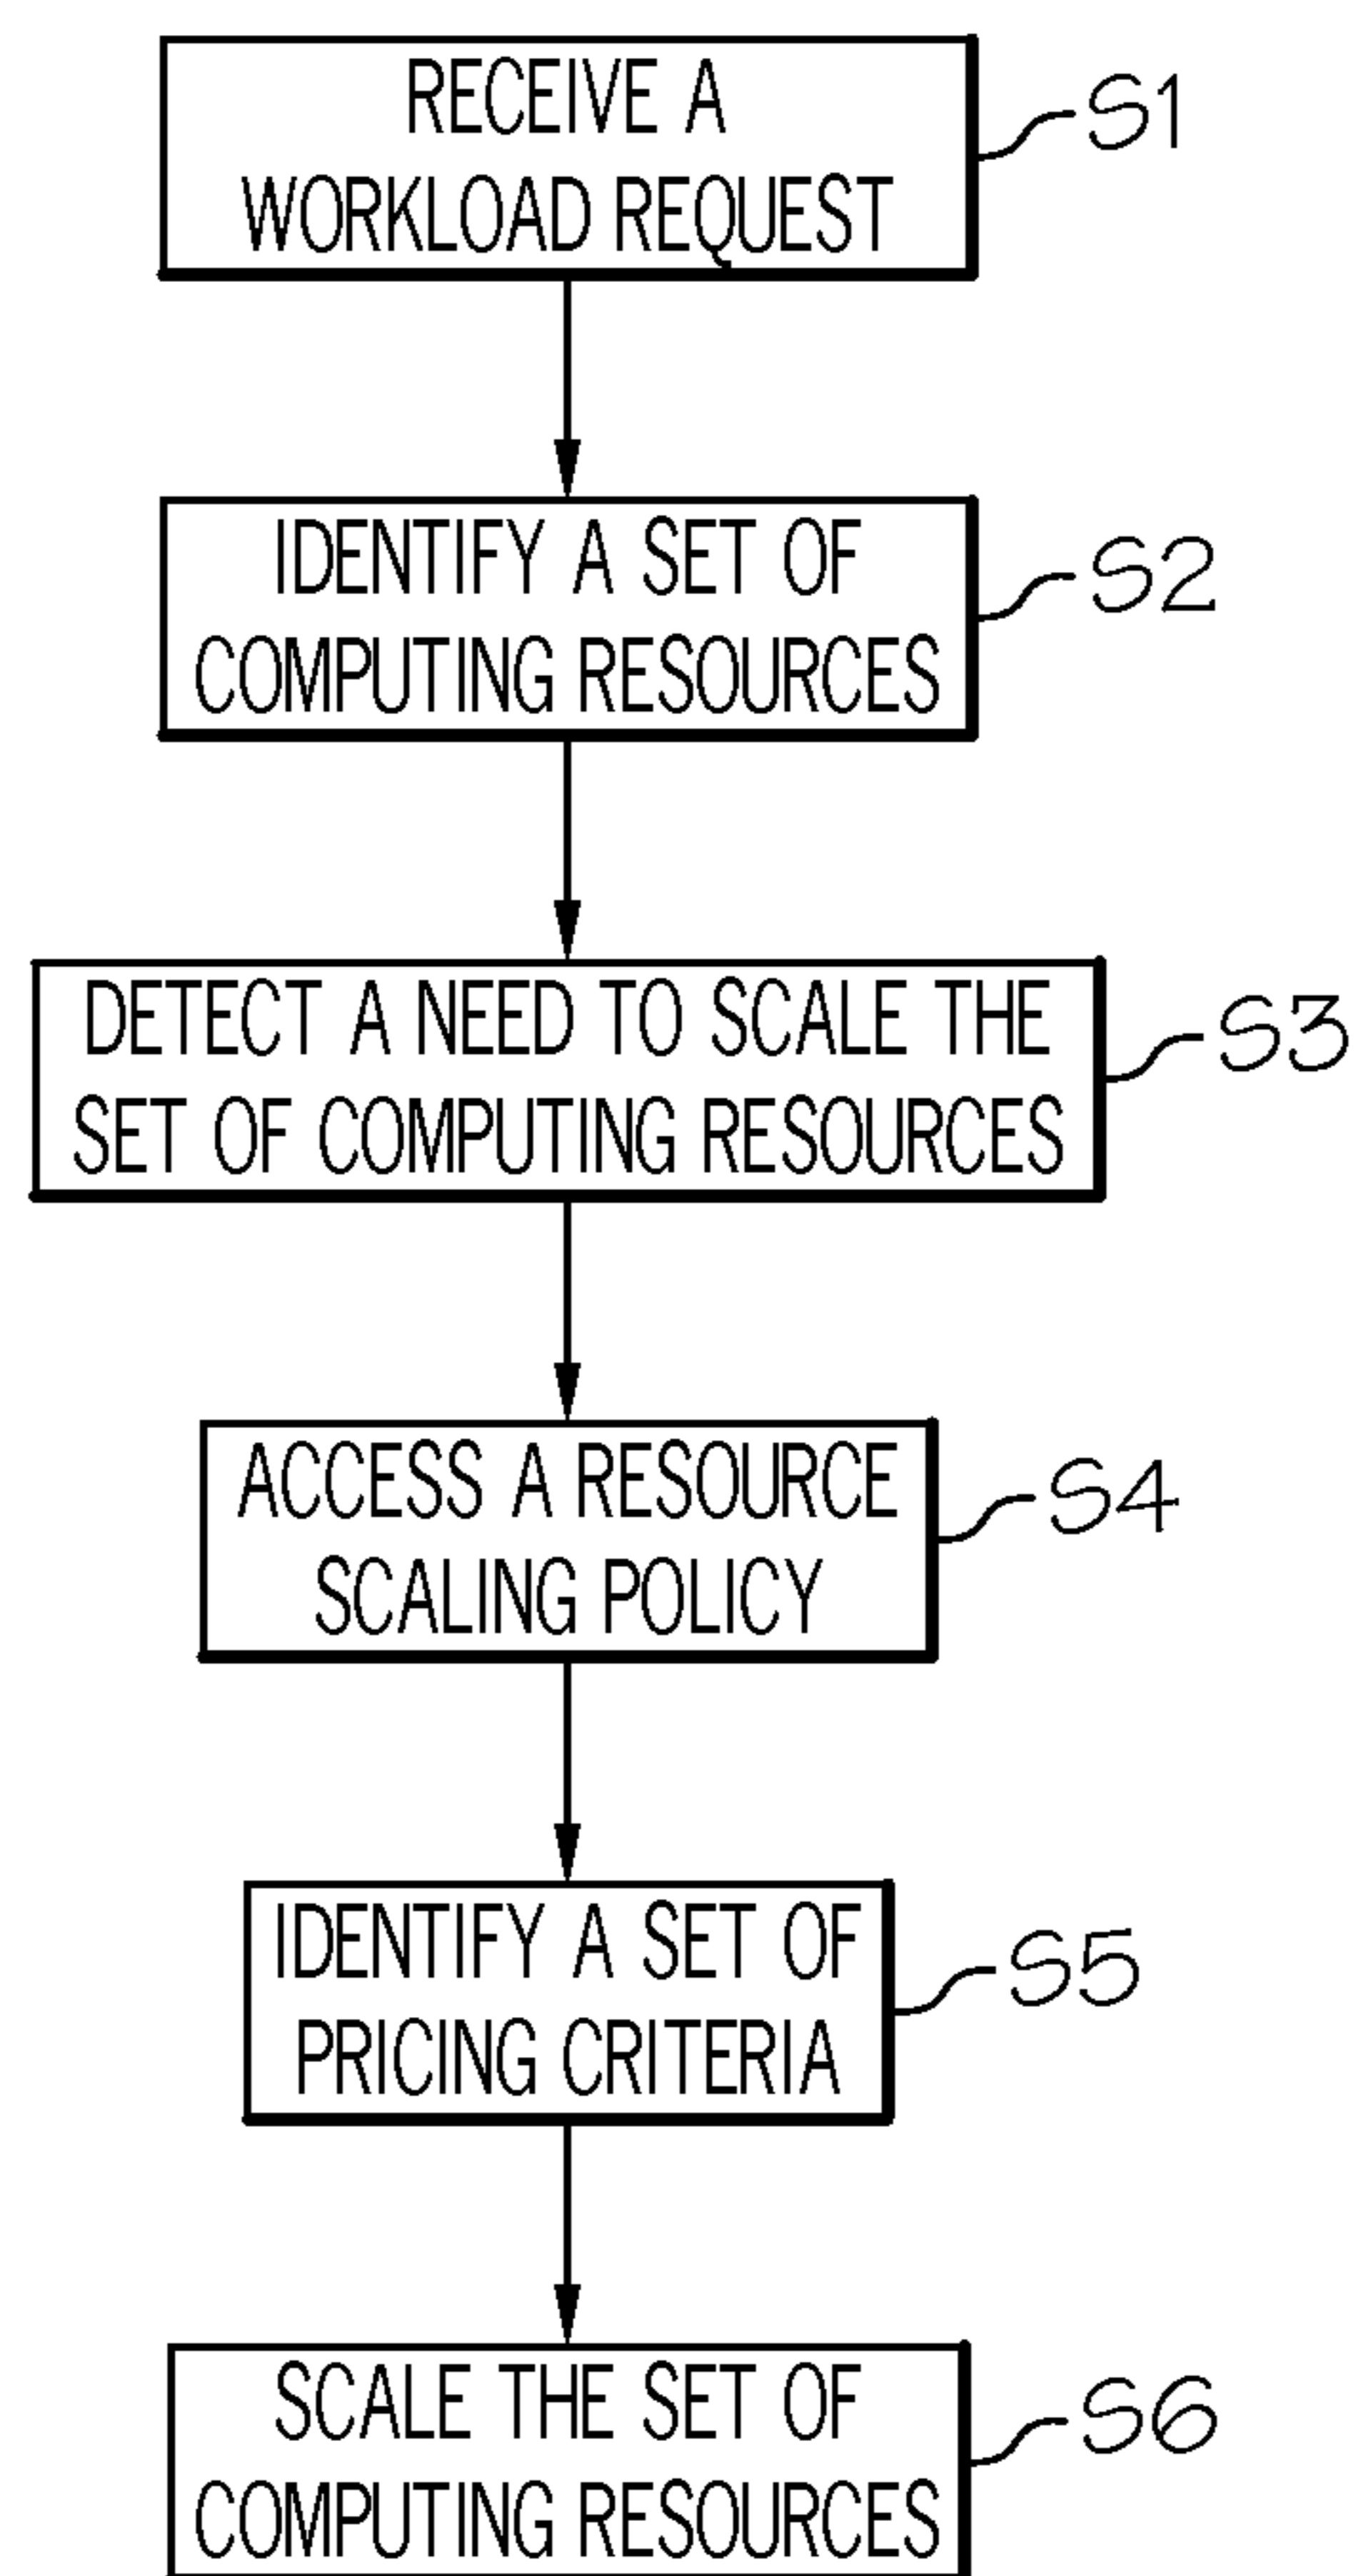 RECEIVE A
WORKLOAD REQUEST
S1
IDENTIFY A SET OF
COMPUTING RESOURCES
S2
DETECT A NEED TO SCALE THE
SET OF COMPUTING RESOURCES
S3
ACCESS A RESOURCE
SCALING POLICY
S4
IDENTIFY A SET OF
PRICING CRITERIA
S5
SCALE THE SET OF
COMPUTING RESOURCES
S6